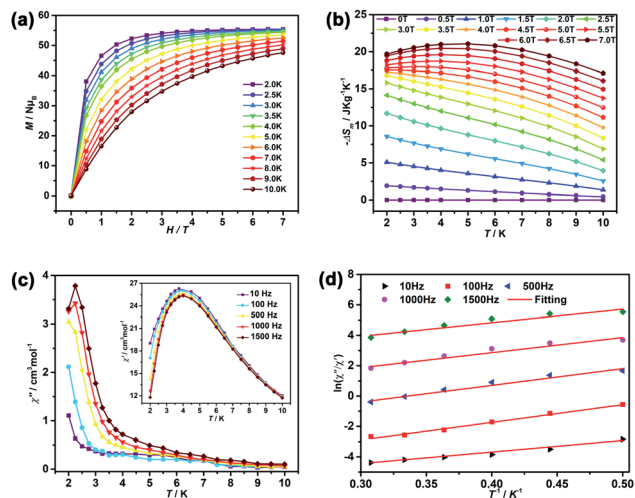 (a)
M / NμB
60
50
40
30
20
10
0
2.0K
2.5K
3.0K
3.5K
4.0K
5.0K
6.0K
7.0K
8.0K
9.0K
10.0K
0 1 2 3 4 5 6 7
H / T
(b)
0T 0.5T 1.0T 1.5T 2.0T 2.5T
3.0T 3.5T 4.0T 4.5T 5.0T 5.5T
6.0T 6.5T 7.0T
-ΔSm / JKg⁻¹K⁻¹
25
20
15
10
5
0
2 3 4 5 6 7 8 9 10
T / K
(c)
χ'' / cm³mol⁻¹
4
3
2
1
0
2 3 4 5 6 7 8 9 10
T / K
χ' / cm³mol⁻¹
27
24
21
18
15
12
10 Hz
100 Hz
500 Hz
1000 Hz
1500 Hz
2 3 4 5 6 7 8 9 10
T / K
(d)
10Hz 100Hz 500Hz
1000Hz 1500Hz Fitting
ln(χ''/χ')
6
4
2
0
-2
-4
0.30 0.35 0.40 0.45 0.50
T⁻¹ / K⁻¹